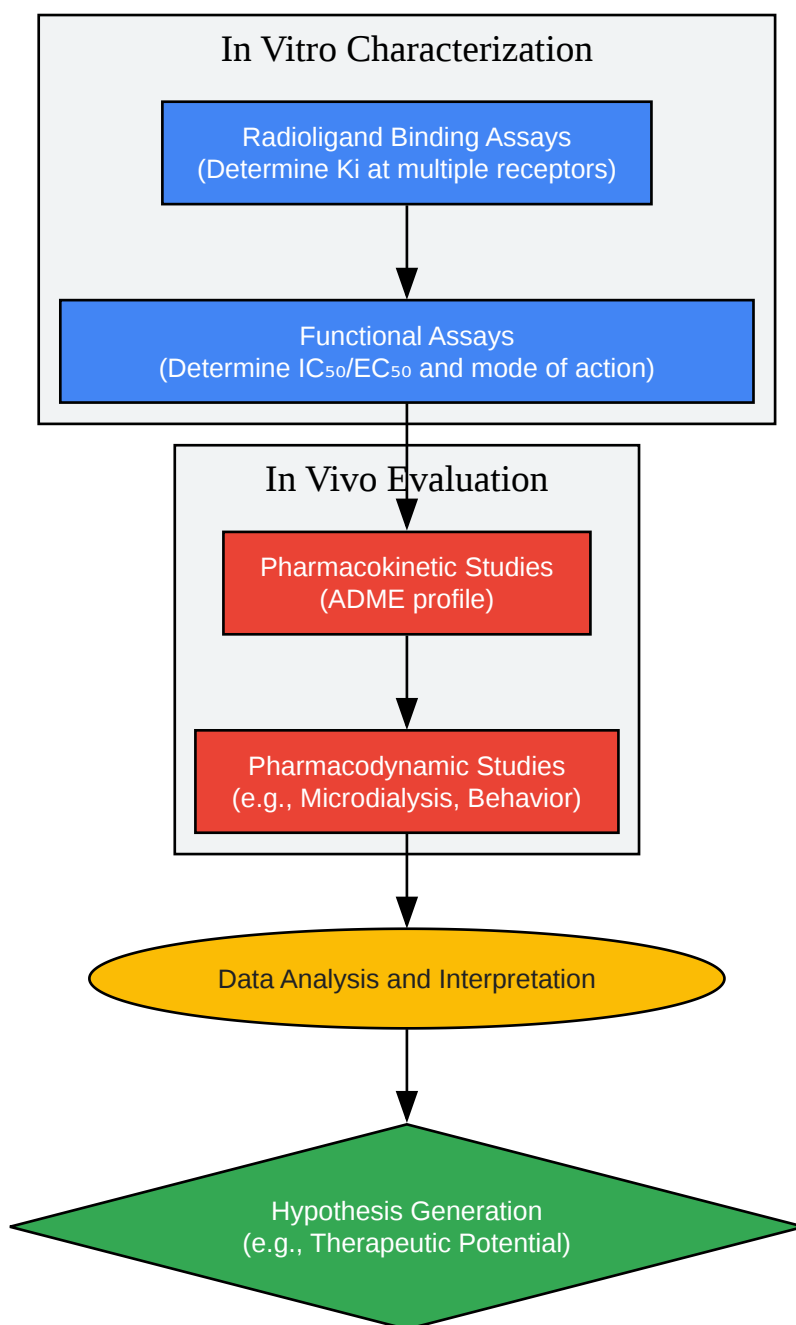 In Vitro Characterization
Radioligand Binding Assays
(Determine Ki at multiple receptors)
Functional Assays
(Determine IC₅₀/EC₅₀ and mode of action)
In Vivo Evaluation
Pharmacokinetic Studies
(ADME profile)
Pharmacodynamic Studies
(e.g., Microdialysis, Behavior)
Data Analysis and Interpretation
Hypothesis Generation
(e.g., Therapeutic Potential)